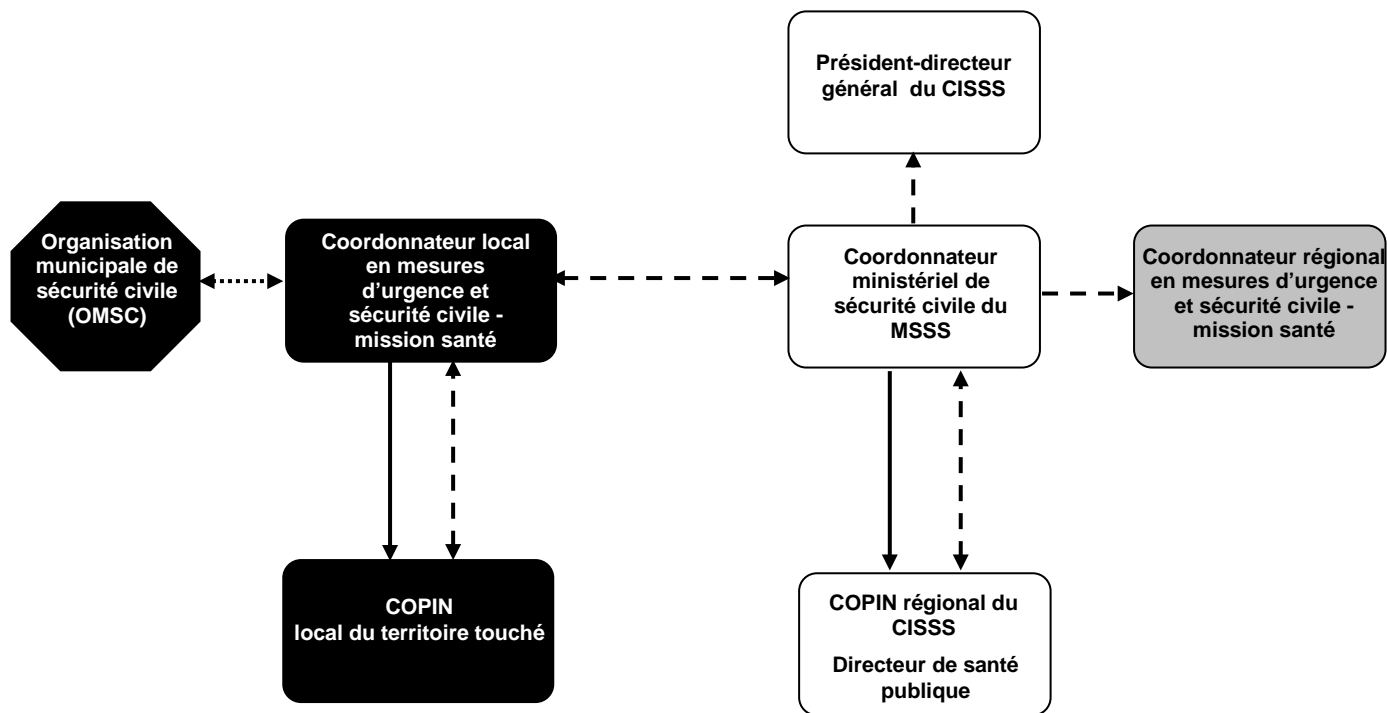 Président-directeur
général du CISSS
Organisation
municipale de
sécurité civile
(OMSC)
Coordonnateur local
en mesures
d'urgence et
sécurité civile -
mission santé
Coordonnateur
ministériel de
sécurité civile du
MSSS
Coordonnateur régional
en mesures d'urgence
et sécurité civile -
mission santé
COPIN
local du territoire touché
COPIN régional du
CISSS
Directeur de santé
publique